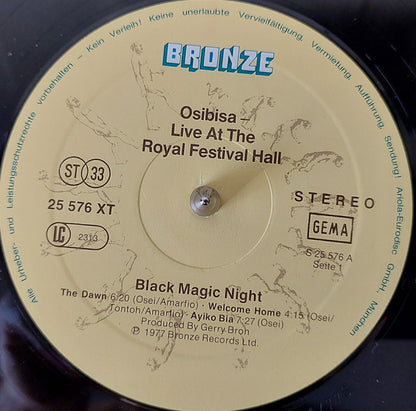 Alle Urheber- und Leistungsschutzrechte vorbehalten – Kein Verleih! Keine unerlaubte Vervielfältigung, Vermietung, Aufführung, Sendung! Ariola-Eurodisc GmbH, München
BRONZE
Osibisa –
Live At The
Royal Festival Hall
ST 33
STEREO
25 576 XT
GEMA
LC 2313
S 25 576 A
Seite 1
Black Magic Night
The Dawn 6:20 (Osei/Amarfio) · Welcome Home 4:15 (Osei/
Tontoh/Amarfio) · Ayiko Bia 7:27 (Osei)
Produced By Gerry Broh
℗ 1977 Bronze Records Ltd.